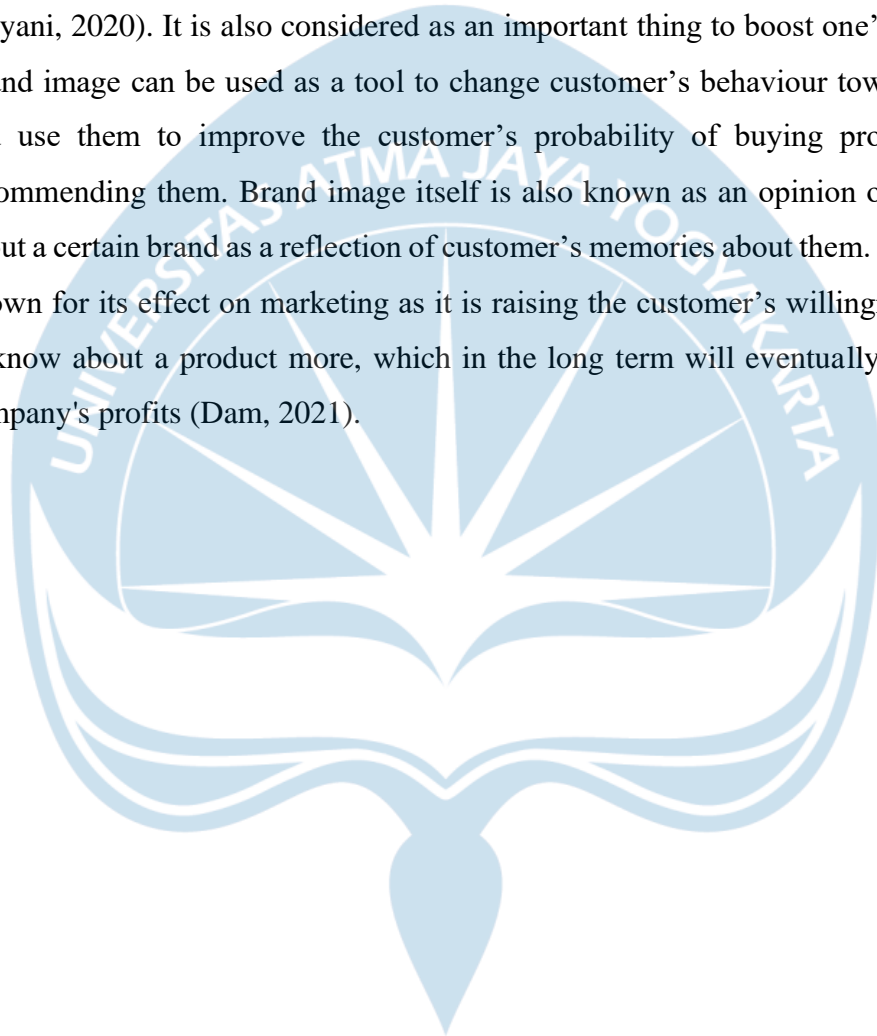 yani, 2020). It is also considered as an important thing to boost one’
and image can be used as a tool to change customer’s behaviour tow
use them to improve the customer’s probability of buying pro
ommending them. Brand image itself is also known as an opinion o
out a certain brand as a reflection of customer’s memories about them.
own for its effect on marketing as it is raising the customer’s willing
know about a product more, which in the long term will eventually
mpany's profits (Dam, 2021).
UNIVERSITAS ATMA JAYA YOGYAKARTA